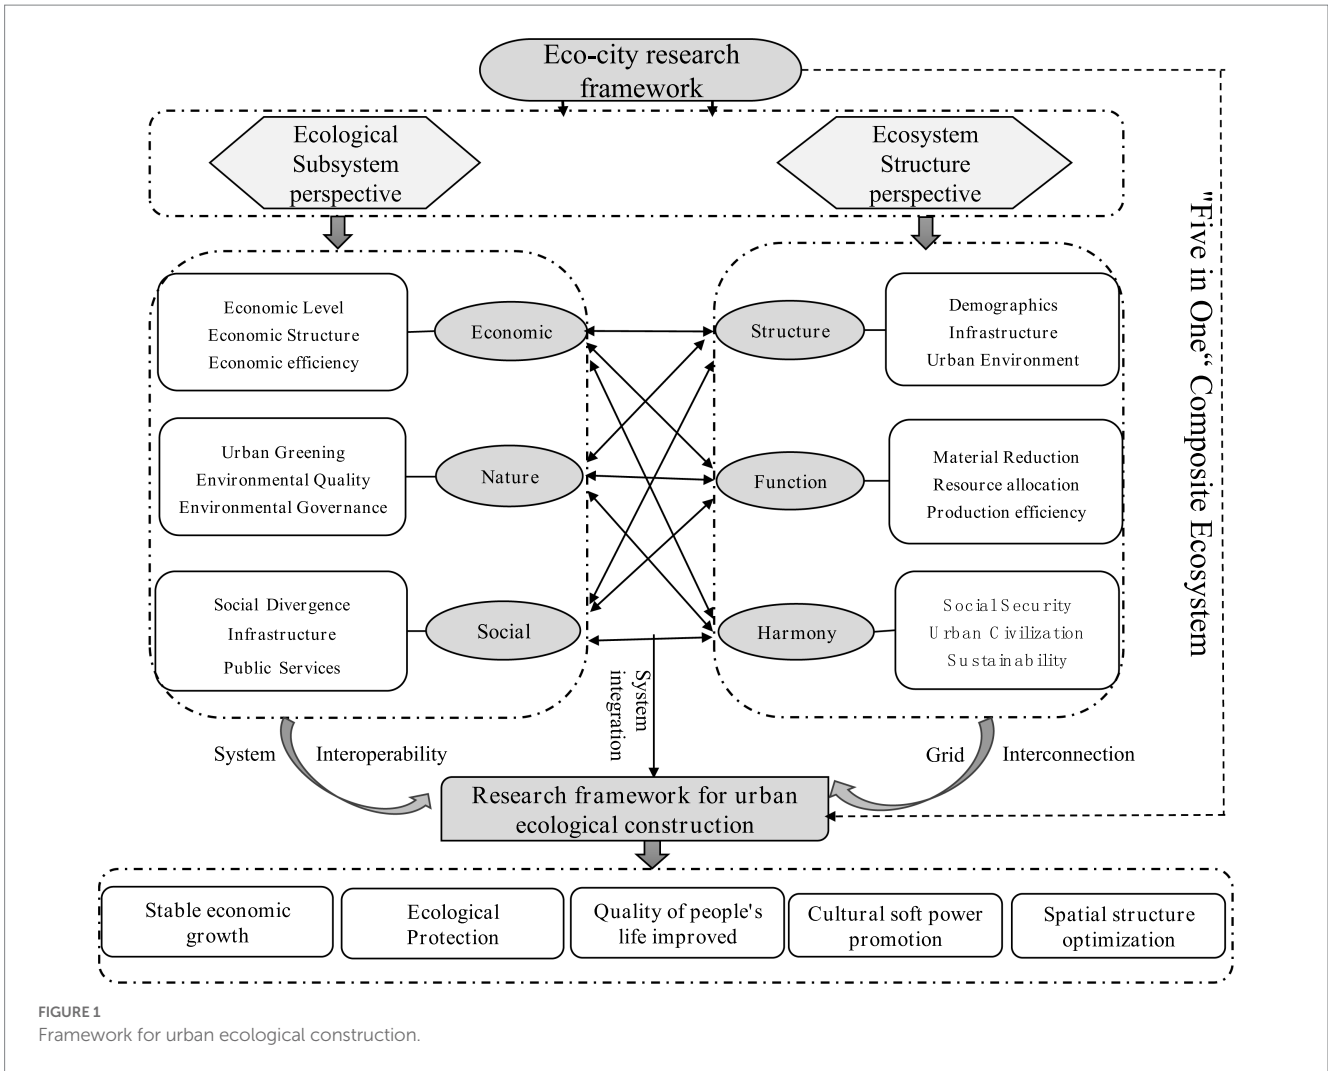 Eco-city research
framework
Ecological
Subsystem
perspective
Ecosystem
Structure
perspective
"Five in One“ Composite Ecosystem
Economic Level
Economic Structure
Economic efficiency
Economic
Structure
Demographics
Infrastructure
Urban Environment
Urban Greening
Environmental Quality
Environmental Governance
Nature
Function
Material Reduction
Resource allocation
Production efficiency
Social Divergence
Infrastructure
Public Services
Social
Harmony
Social Security
Urban Civilization
Sustainability
System
integration
System Interoperability
Grid Interconnection
Research framework for urban
ecological construction
Stable economic
growth
Ecological
Protection
Quality of people's
life improved
Cultural soft power
promotion
Spatial structure
optimization
FIGURE 1
Framework for urban ecological construction.